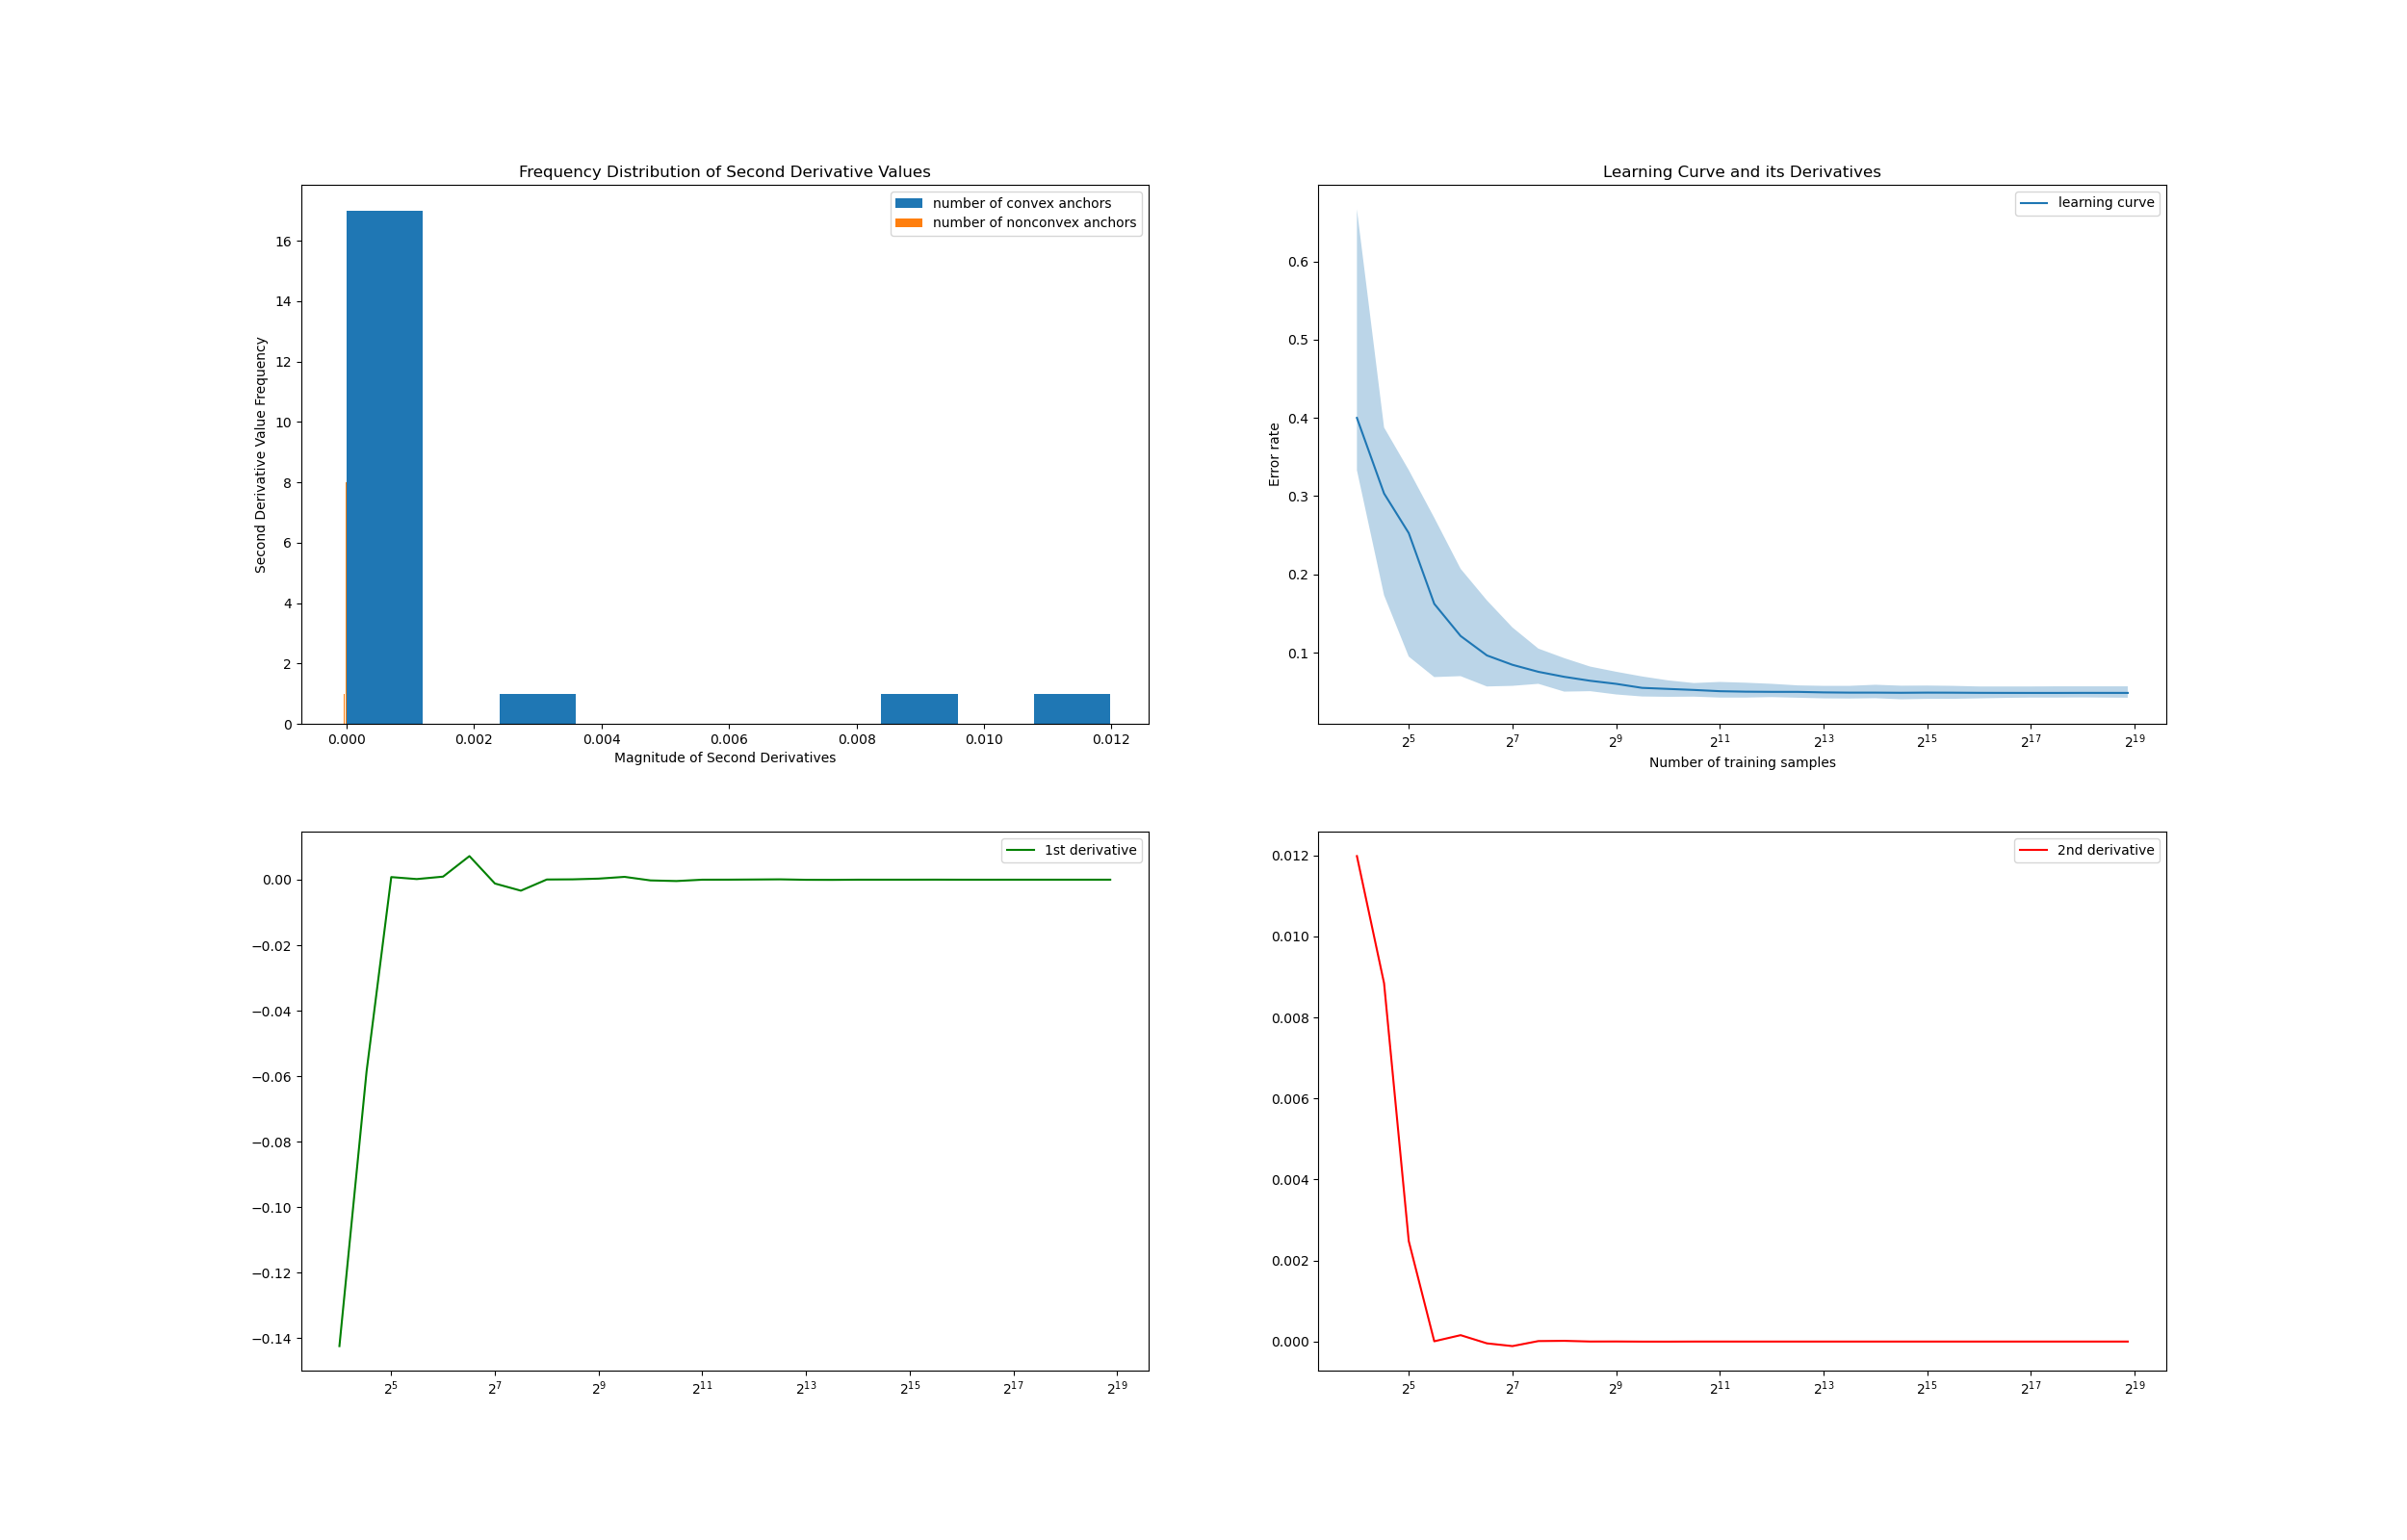 Frequency Distribution of Second Derivative Values
number of convex anchors
number of nonconvex anchors
16
14
12
10
8
6
4
2
0
Second Derivative Value Frequency
0.000 0.002 0.004 0.006 0.008 0.010 0.012
Magnitude of Second Derivatives
Learning Curve and its Derivatives
learning curve
0.6
0.5
0.4
0.3
0.2
0.1
Error rate
2^5 2^7 2^9 2^11 2^13 2^15 2^17 2^19
Number of training samples
1st derivative
0.00
−0.02
−0.04
−0.06
−0.08
−0.10
−0.12
−0.14
2^5 2^7 2^9 2^11 2^13 2^15 2^17 2^19
2nd derivative
0.012
0.010
0.008
0.006
0.004
0.002
0.000
2^5 2^7 2^9 2^11 2^13 2^15 2^17 2^19